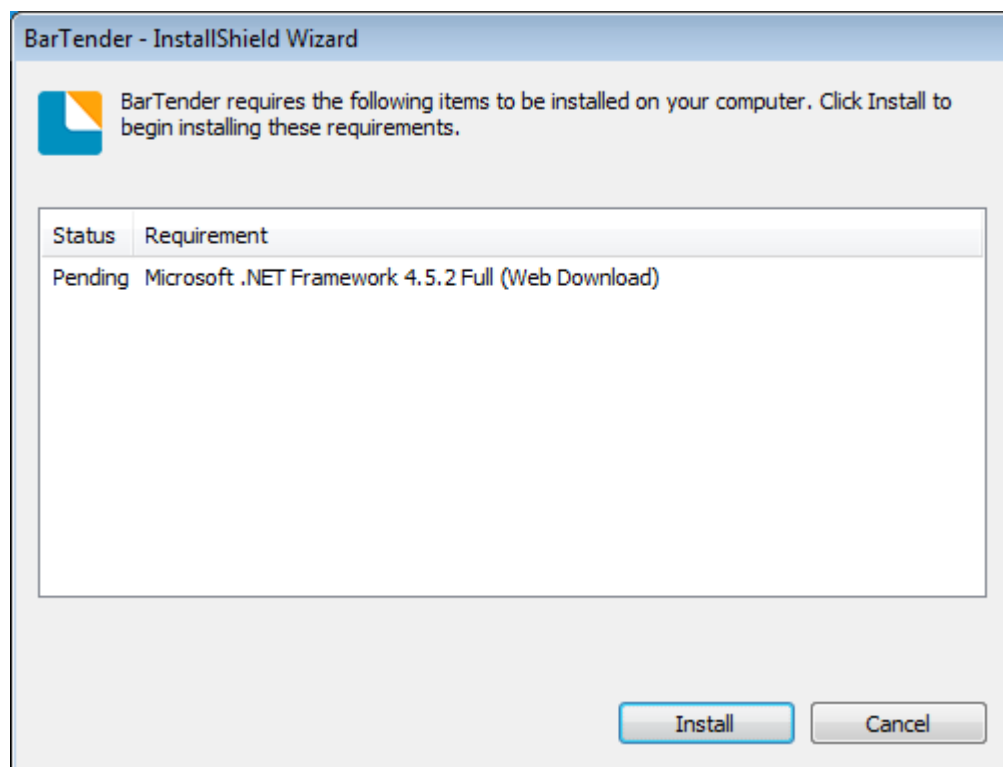 BarTender - InstallShield Wizard
BarTender requires the following items to be installed on your computer. Click Install to
begin installing these requirements.
Status Requirement
Pending Microsoft .NET Framework 4.5.2 Full (Web Download)
Install Cancel